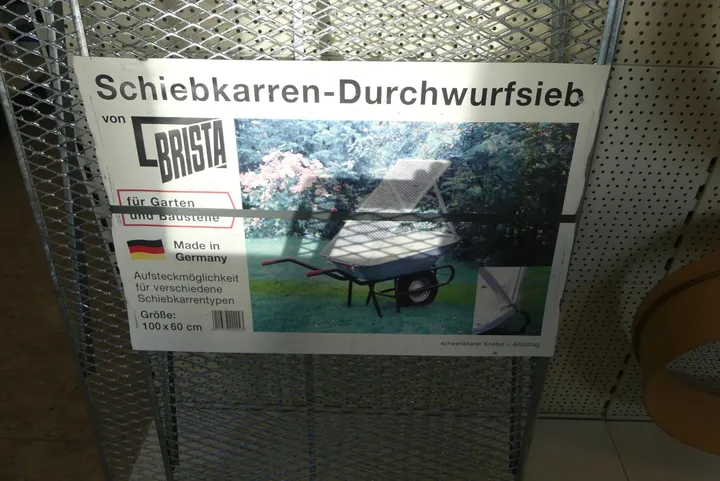 Schiebkarren-Durchwurfsieb
von BRISTA
für Garten
und Baustelle
Made in
Germany
Aufsteckmöglichkeit
für verschiedene
Schiebkarrentypen
Größe:
100 x 60 cm
schwenkbarer Knebel - Anschlag